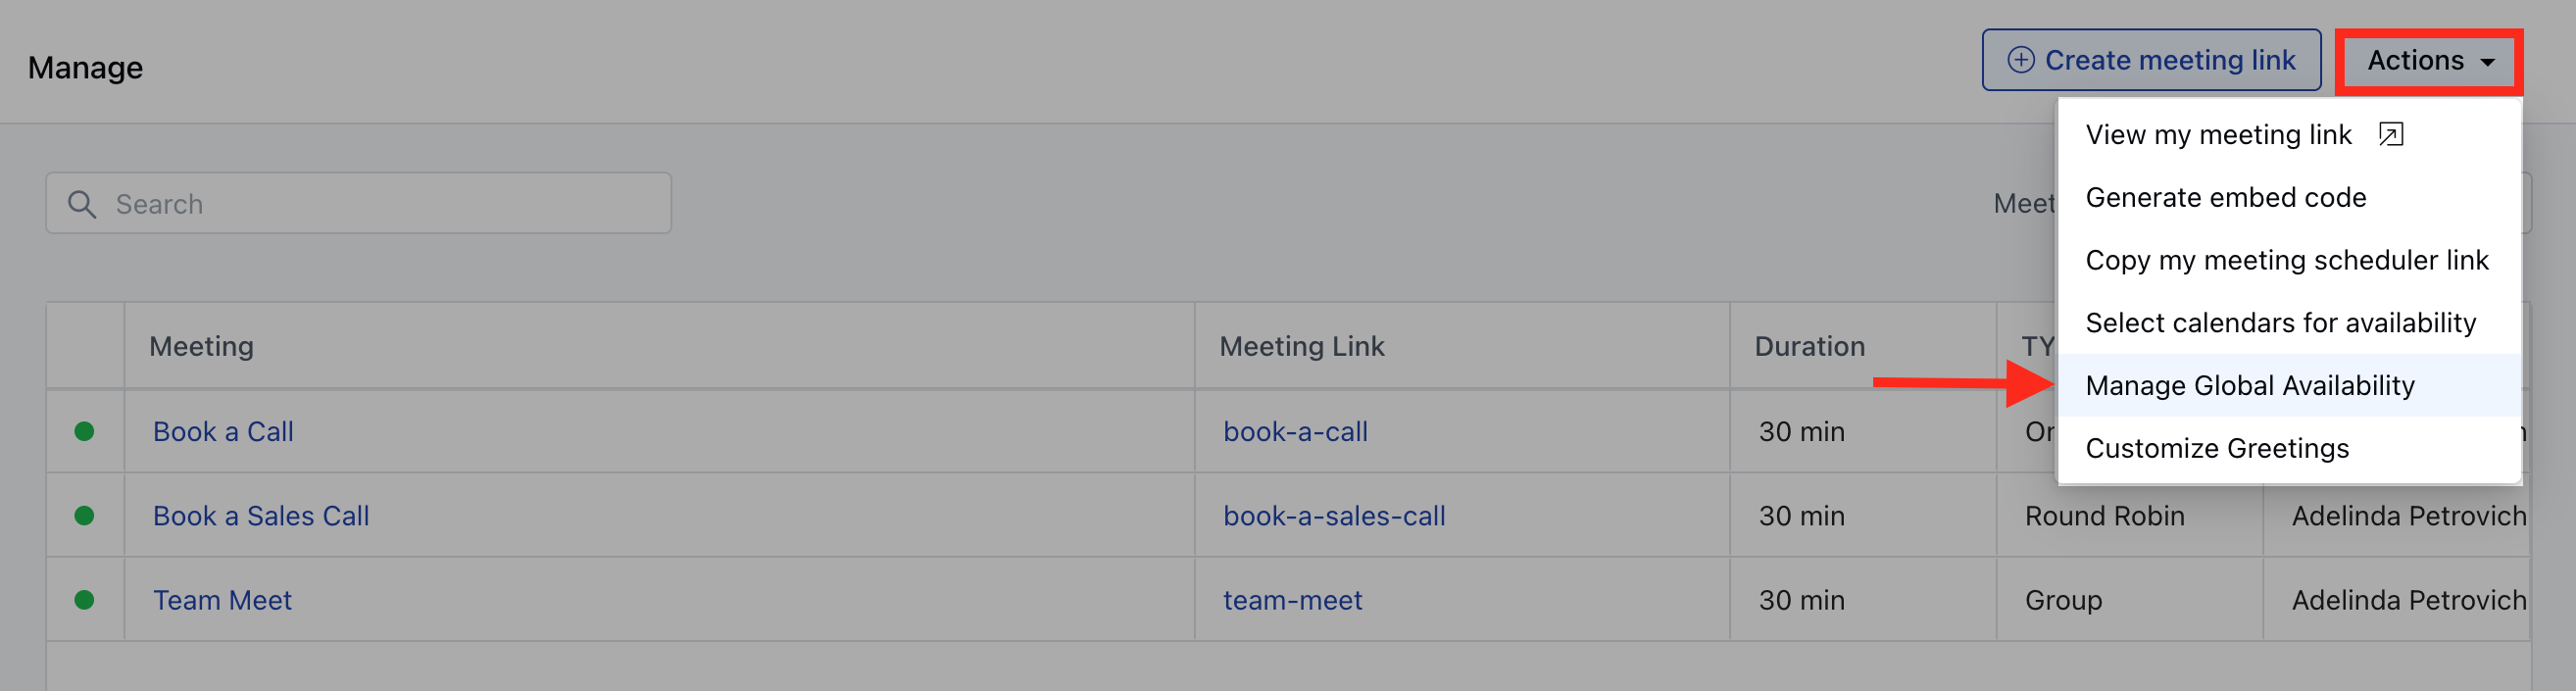 Manage
Create meeting link
Actions
View my meeting link
Generate embed code
Copy my meeting scheduler link
Select calendars for availability
Manage Global Availability
Customize Greetings
Search
Meet
Meeting Meeting Link Duration TY
Book a Call book-a-call 30 min On
Book a Sales Call book-a-sales-call 30 min Round Robin Adelinda Petrovich
Team Meet team-meet 30 min Group Adelinda Petrovich